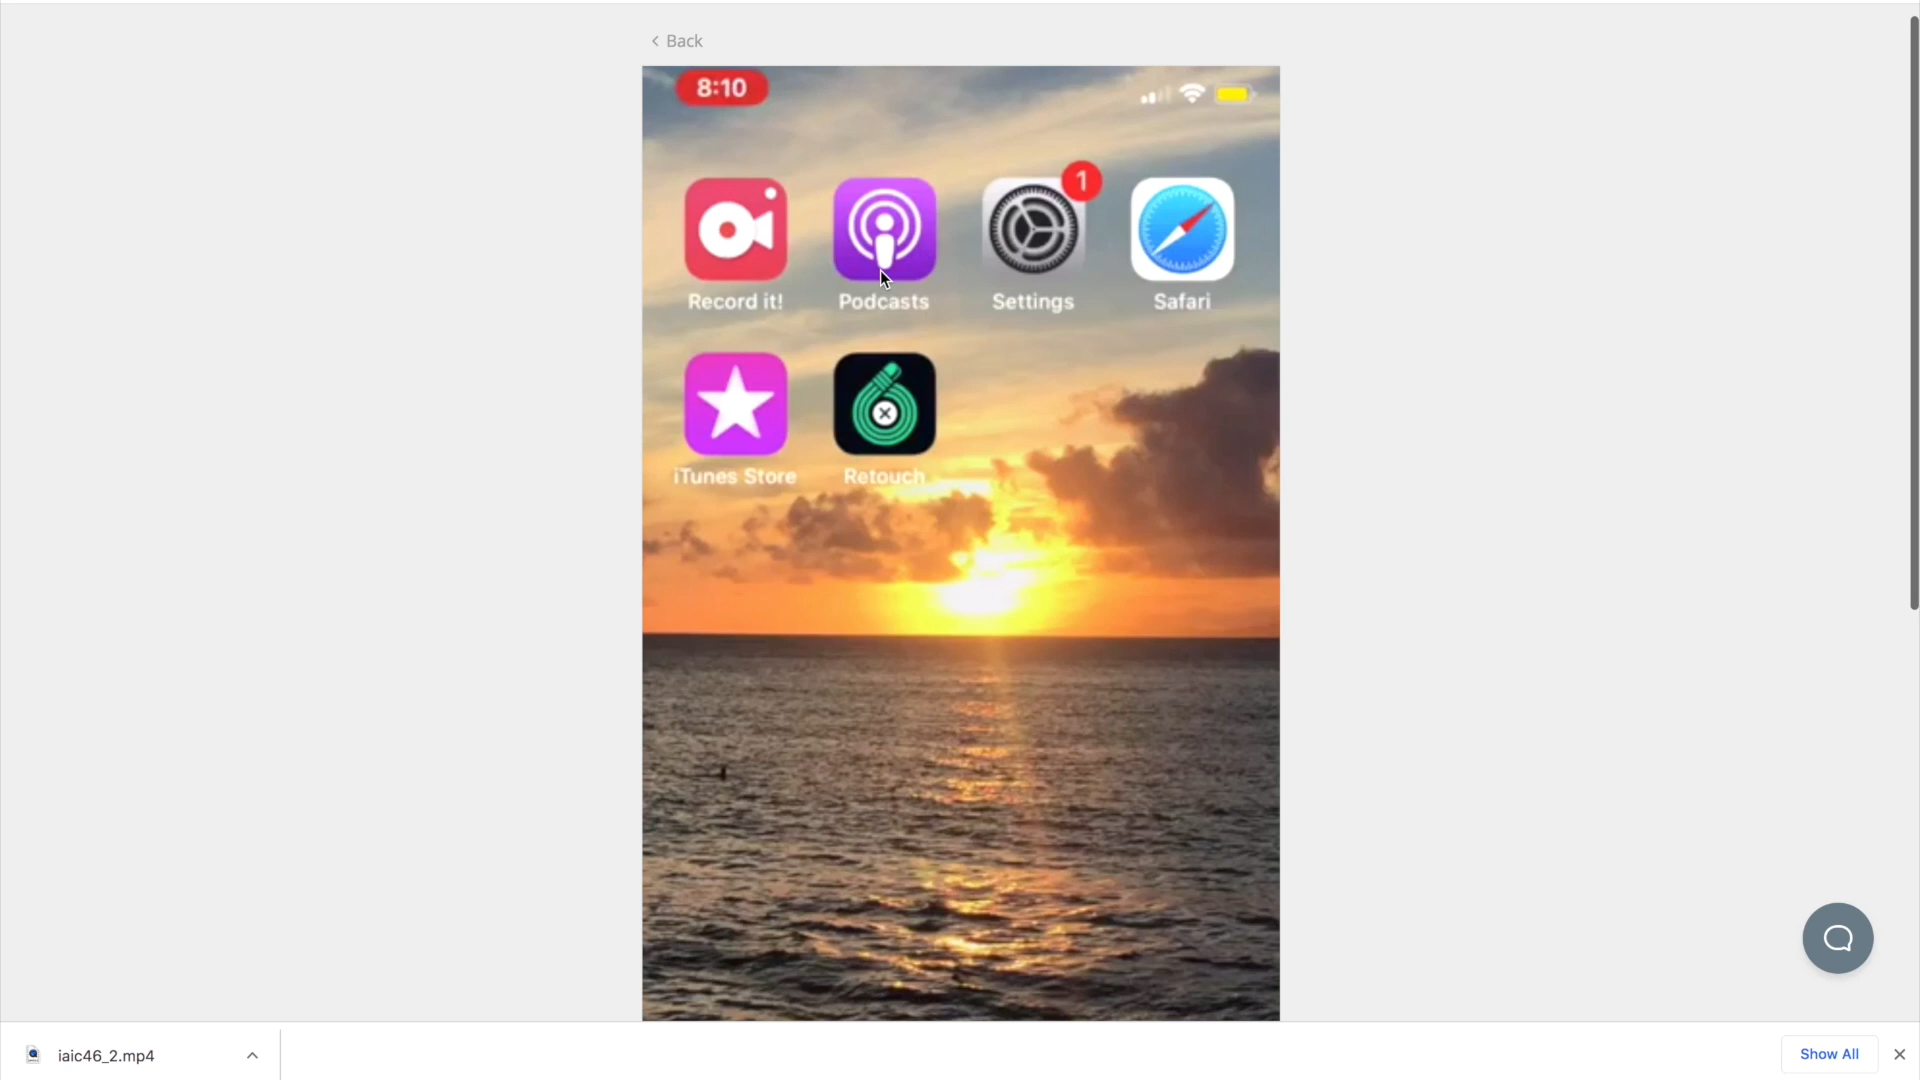 Back
8:10
1
Record it!
Podcasts
Settings
Safari
iTunes Store
Retouch
iaic46_2.mp4
Show All